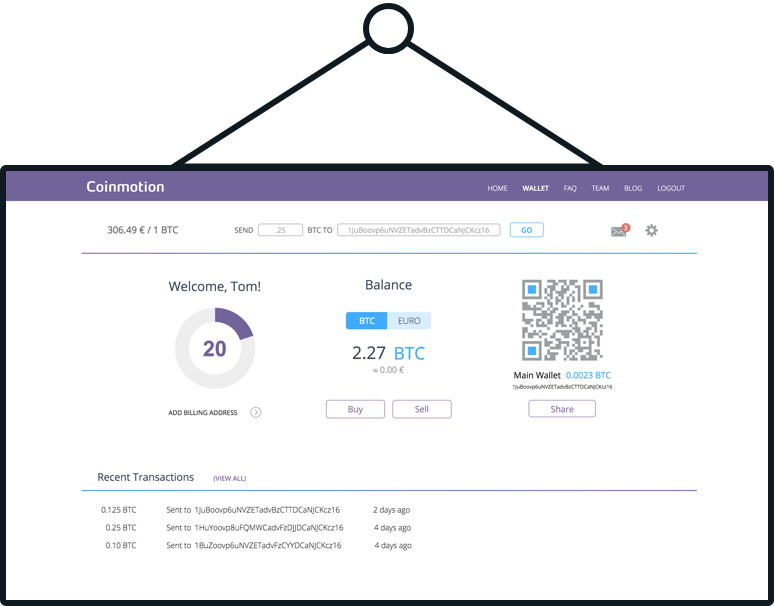 Coinmotion HOME WALLET FAQ TEAM BLOG LOGOUT
306.49 € / 1 BTC SEND .25 BTC TO 1JuBoovp6uNVZETadvBzCTTDCaNJCKcz16 GO 3
Welcome, Tom!
20
ADD BILLING ADDRESS
Balance
BTC EURO
2.27 BTC
≈ 0.00 €
Buy Sell
Main Wallet 0.0023 BTC
1JuBoovp6uNVZETadvBzCTTDCaNJCKcz16
Share
Recent Transactions (VIEW ALL)
0.125 BTC Sent to 1JuBoovp6uNVZETadvBzCTTDCaNJCKcz16 2 days ago
0.25 BTC Sent to 1HuYoovp8uFQMWCadvFzDJJDCaNJCKcz16 4 days ago
0.10 BTC Sent to 1BuZoovp6uNVZETadvFzCYYDCaNJCKcz16 4 days ago